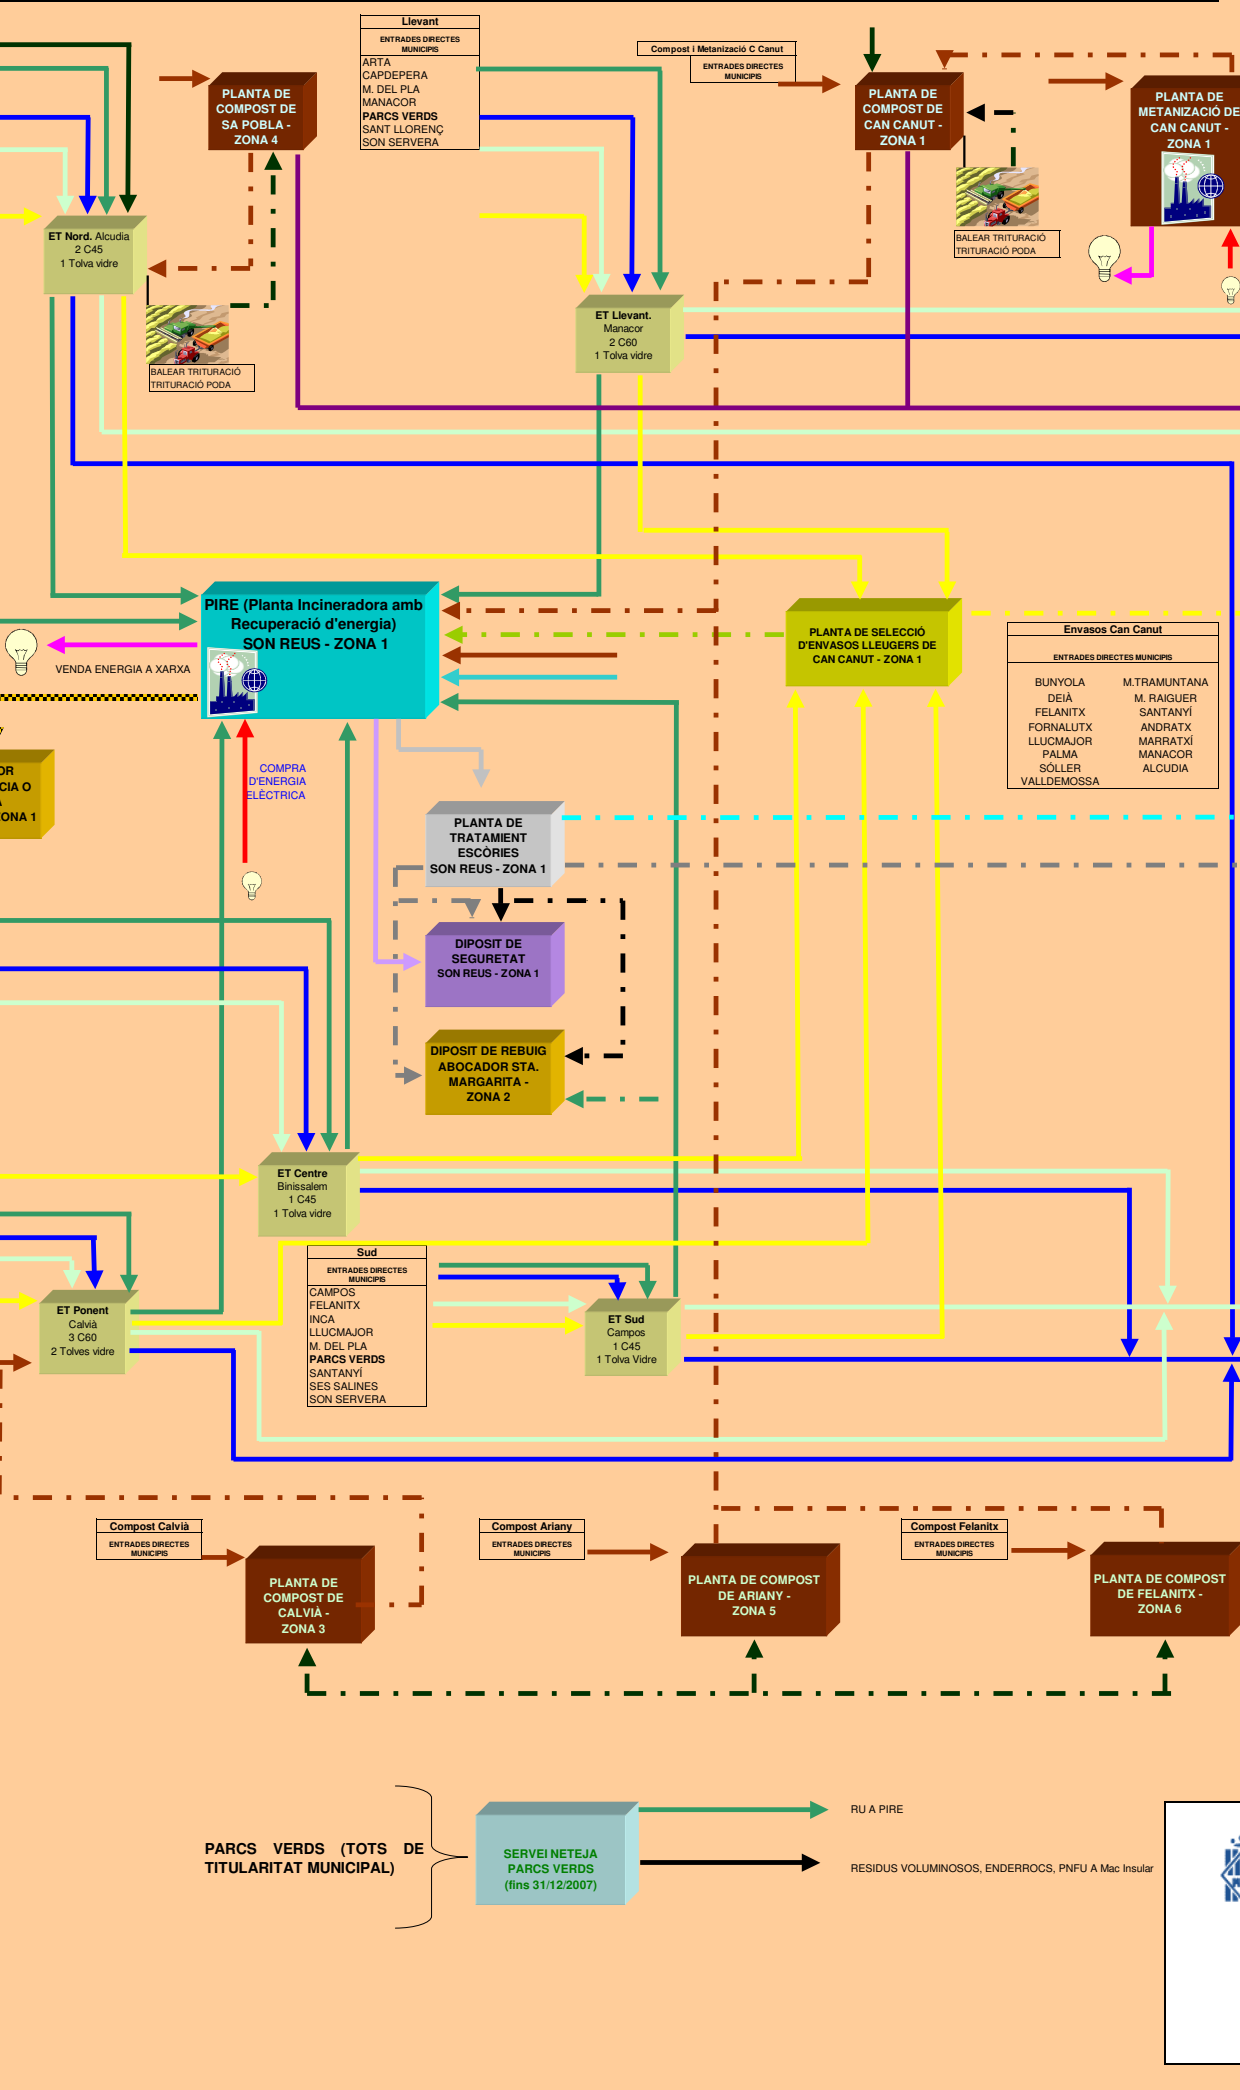 Llevant
ENTRADES DIRECTES
MUNICIPIS
ARTA
CAPDEPERA
M. DEL PLA
MANACOR
PARCS VERDS
SANT LLORENÇ
SON SERVERA
Compost i Metanizació C Canut
ENTRADES DIRECTES
MUNICIPIS
PLANTA DE
COMPOST DE
SA POBLA -
ZONA 4
PLANTA DE
COMPOST DE
CAN CANUT -
ZONA 1
PLANTA DE
METANIZACIÓ DE
CAN CANUT -
ZONA 1
ET Nord. Alcudia
2 C45
1 Tolva vidre
BALEAR TRITURACIÓ
TRITURACIÓ PODA
BALEAR TRITURACIÓ
TRITURACIÓ PODA
ET Llevant.
Manacor
2 C60
1 Tolva vidre
PIRE (Planta Incineradora amb
Recuperació d'energia)
SON REUS - ZONA 1
VENDA ENERGIA A XARXA
PLANTA DE SELECCIÓ
D'ENVASOS LLEUGERS DE
CAN CANUT - ZONA 1
Envasos Can Canut
ENTRADES DIRECTES MUNICIPIS
BUNYOLA M.TRAMUNTANA
DEIÀ M. RAIGUER
FELANITX SANTANYÍ
FORNALUTX ANDRATX
LLUCMAJOR MARRATXÍ
PALMA MANACOR
SÓLLER ALCUDIA
VALLDEMOSSA
OR
CIA O
A
ZONA 1
COMPRA
D'ENERGIA
ELÈCTRICA
PLANTA DE
TRATAMIENT
ESCÒRIES
SON REUS - ZONA 1
DIPOSIT DE
SEGURETAT
SON REUS - ZONA 1
DIPOSIT DE REBUIG
ABOCADOR STA.
MARGARITA -
ZONA 2
ET Centre
Binissalem
1 C45
1 Tolva vidre
Sud
ENTRADES DIRECTES
MUNICIPIS
CAMPOS
FELANITX
INCA
LLUCMAJOR
M. DEL PLA
PARCS VERDS
SANTANYÍ
SES SALINES
SON SERVERA
ET Ponent
Calvià
3 C60
2 Tolves vidre
ET Sud
Campos
1 C45
1 Tolva Vidre
Compost Calvià
ENTRADES DIRECTES
MUNICIPIS
Compost Ariany
ENTRADES DIRECTES
MUNICIPIS
Compost Felanitx
ENTRADES DIRECTES
MUNICIPIS
PLANTA DE
COMPOST DE
CALVIÀ -
ZONA 3
PLANTA DE COMPOST
DE ARIANY -
ZONA 5
PLANTA DE COMPOST
DE FELANITX -
ZONA 6
PARCS VERDS (TOTS DE
TITULARITAT MUNICIPAL)
SERVEI NETEJA
PARCS VERDS
(fins 31/12/2007)
RU A PIRE
RESIDUS VOLUMINOSOS, ENDERROCS, PNFU A Mac Insular